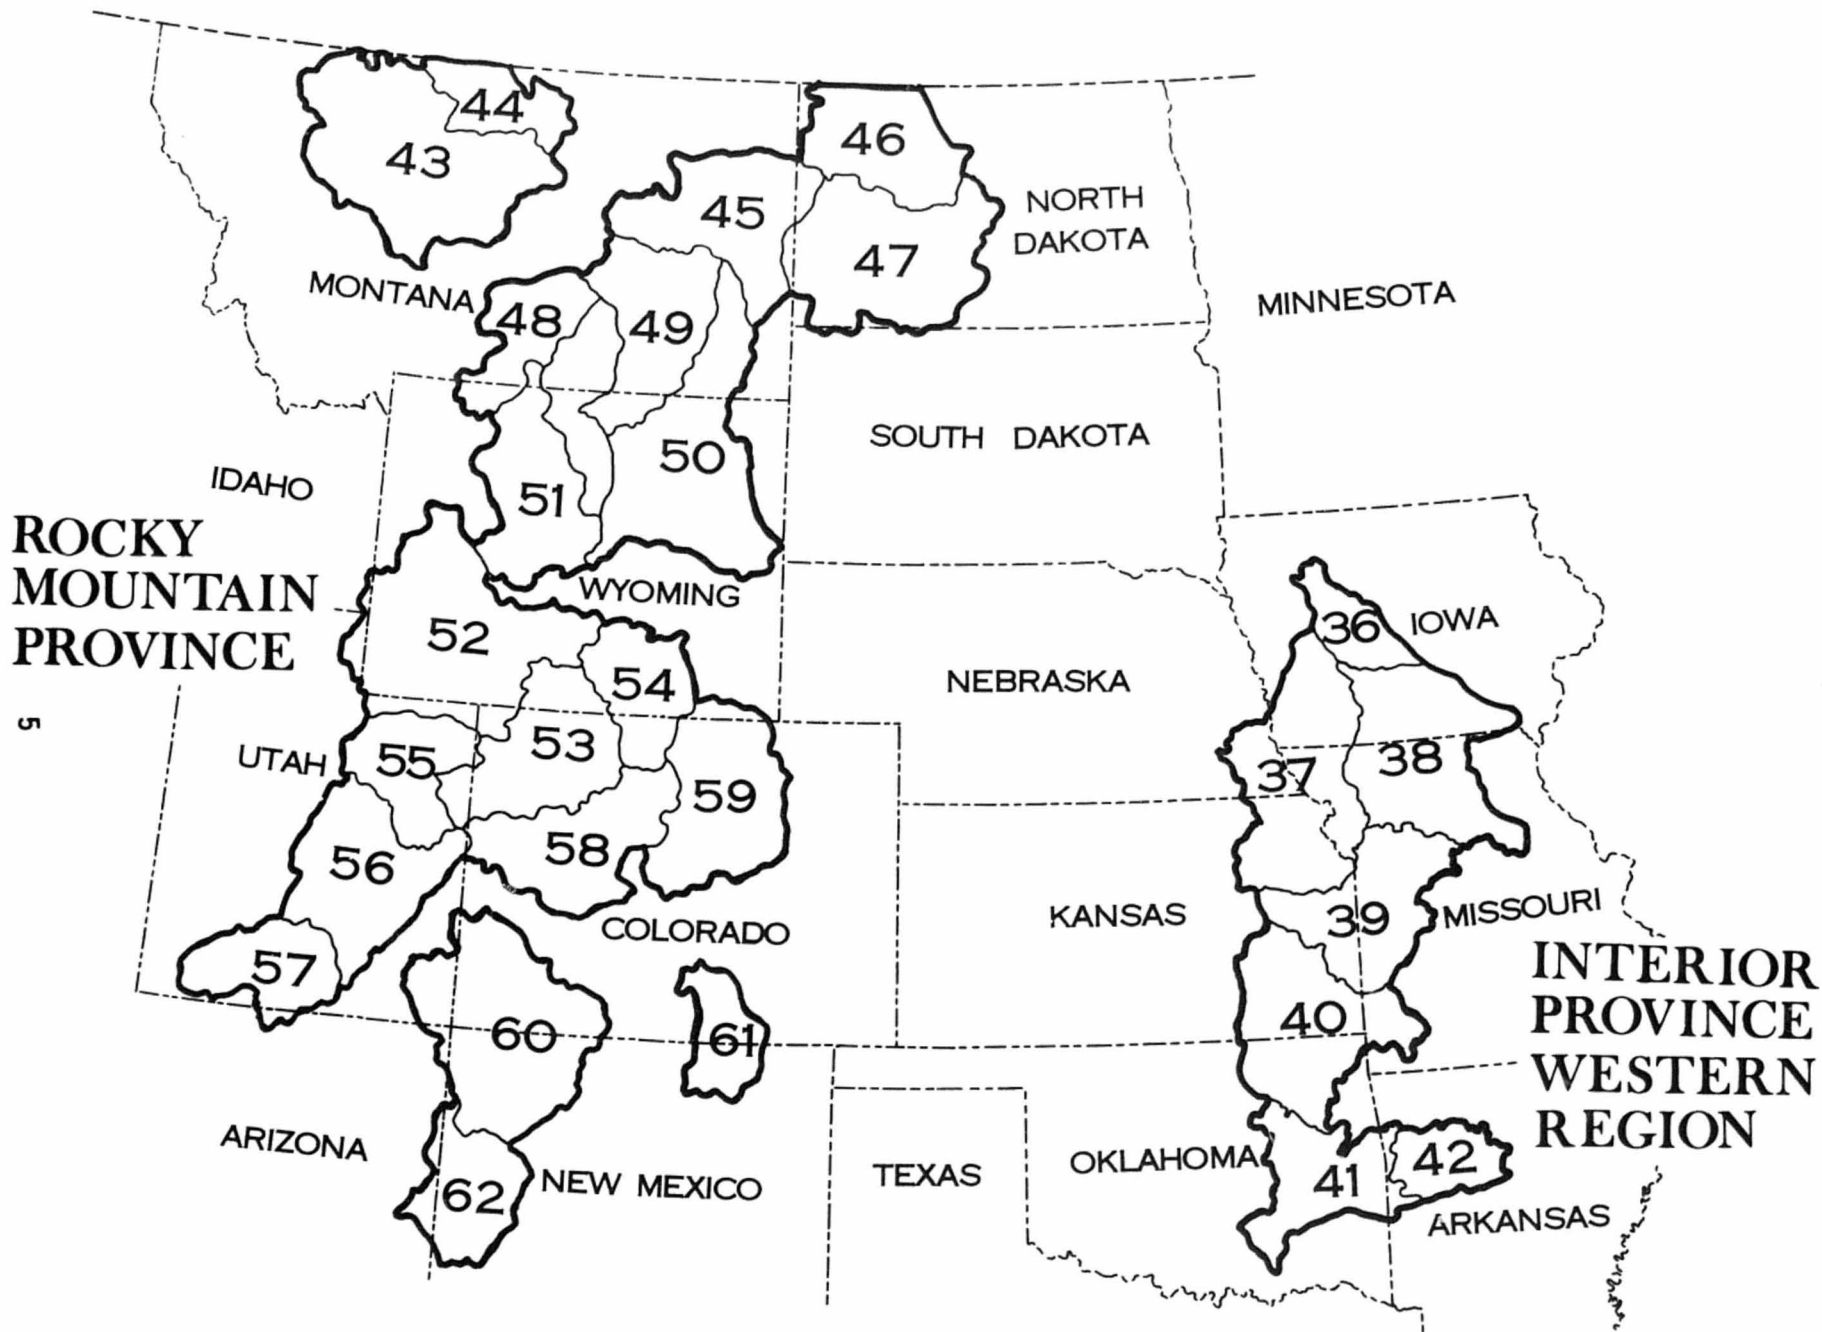 44
43
46
45
NORTH
DAKOTA
47
MONTANA
48
49
MINNESOTA
SOUTH DAKOTA
50
51
IDAHO
ROCKY
MOUNTAIN
PROVINCE
5
WYOMING
52
54
36
IOWA
NEBRASKA
UTAH
55
53
37
38
59
56
58
57
COLORADO
KANSAS
39
MISSOURI
INTERIOR
PROVINCE
WESTERN
REGION
60
61
40
ARIZONA
62
NEW MEXICO
TEXAS
OKLAHOMA
41
42
ARKANSAS